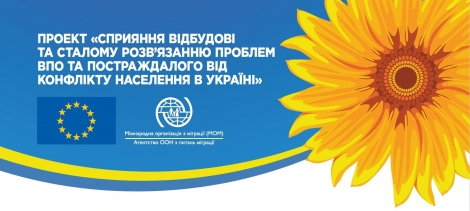 ПРОЕКТ «СПРИЯННЯ ВІДБУДОВІ
ТА СТАЛОМУ РОЗВ'ЯЗАННЮ ПРОБЛЕМ
ВПО ТА ПОСТРАЖДАЛОГО ВІД
КОНФЛІКТУ НАСЕЛЕННЯ В УКРАЇНІ»
Міжнародна організація з міграції (МОМ)
Агентство ООН з питань міграції